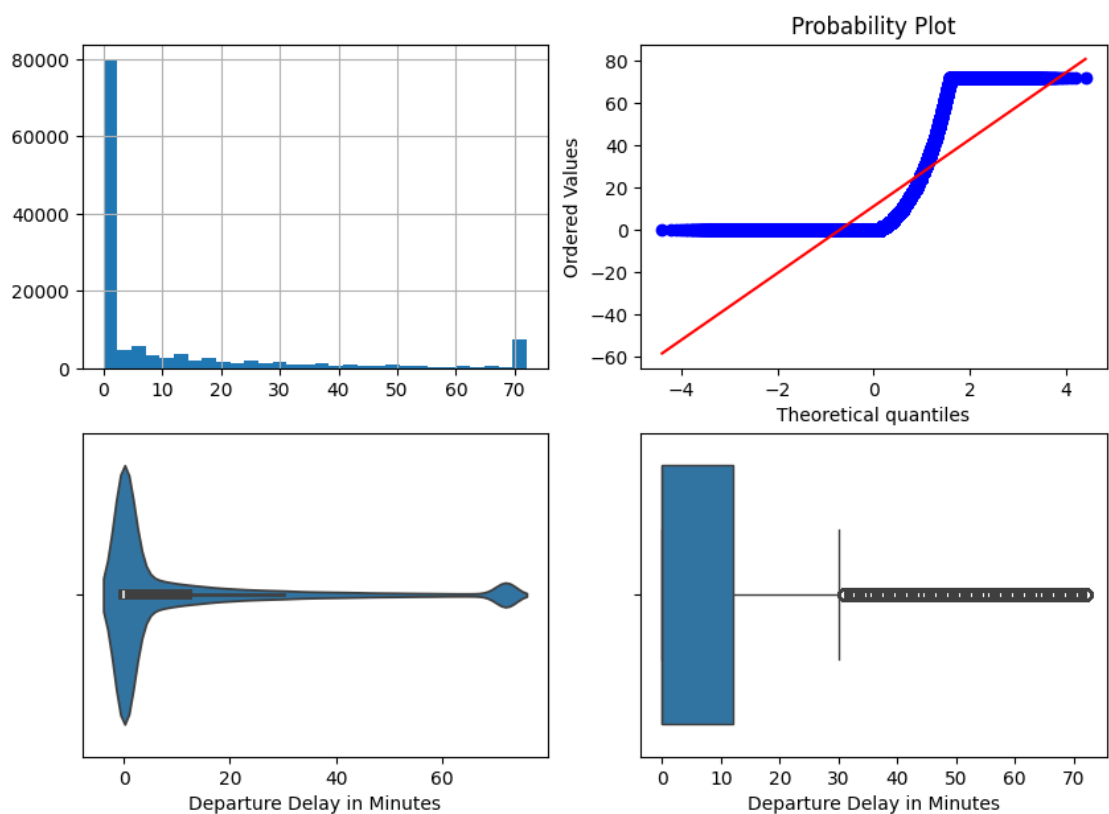 80000
60000
40000
20000
0
0 10 20 30 40 50 60 70
Probability Plot
Ordered Values
80
60
40
20
0
−20
−40
−60
−4 −2 0 2 4
Theoretical quantiles
0 20 40 60
Departure Delay in Minutes
0 10 20 30 40 50 60 70
Departure Delay in Minutes